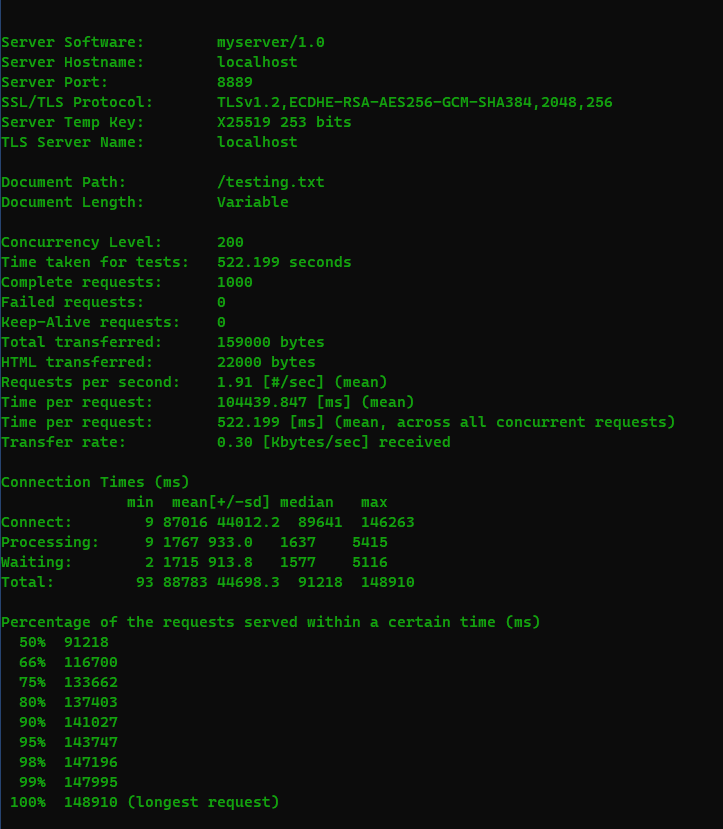 Server Software:        myserver/1.0
Server Hostname:        localhost
Server Port:            8889
SSL/TLS Protocol:       TLSv1.2,ECDHE-RSA-AES256-GCM-SHA384,2048,256
Server Temp Key:        X25519 253 bits
TLS Server Name:        localhost

Document Path:          /testing.txt
Document Length:        Variable

Concurrency Level:      200
Time taken for tests:   522.199 seconds
Complete requests:      1000
Failed requests:        0
Keep-Alive requests:    0
Total transferred:      159000 bytes
HTML transferred:       22000 bytes
Requests per second:    1.91 [#/sec] (mean)
Time per request:       104439.847 [ms] (mean)
Time per request:       522.199 [ms] (mean, across all concurrent requests)
Transfer rate:          0.30 [Kbytes/sec] received

Connection Times (ms)
              min  mean[+/-sd] median   max
Connect:        9 87016 44012.2  89641  146263
Processing:     9 1767 933.0   1637    5415
Waiting:        2 1715 913.8   1577    5116
Total:         93 88783 44698.3  91218  148910

Percentage of the requests served within a certain time (ms)
  50%  91218
  66%  116700
  75%  133662
  80%  137403
  90%  141027
  95%  143747
  98%  147196
  99%  147995
 100%  148910 (longest request)